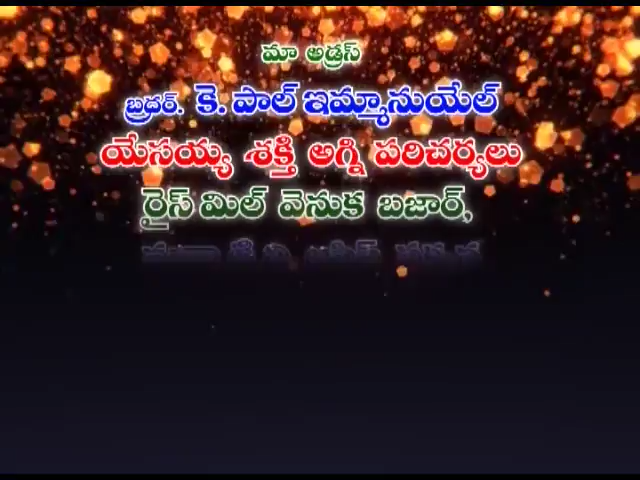 మా అడ్రస్
బ్రదర్. కె. పాల్ ఇమ్మానుయేల్
యేసయ్య శక్తి అగ్ని పరిచర్యలు
రైస్ మిల్ వెనుక బజార్,